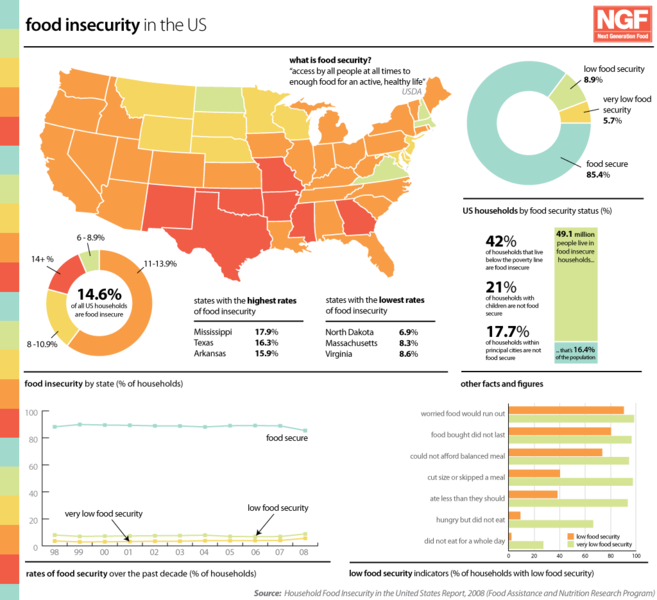 food insecurity in the US
NGF
Next Generation Food
what is food security?
"access by all people at all times to
enough food for an active, healthy life"
USDA
low food security
8.9%
very low food
security
5.7%
food secure
85.4%
US households by food security status (%)
6 - 8.9%
14+ %
11-13.9%
8 -10.9%
14.6%
of all US households
are food insecure
states with the highest rates
of food insecurity
Mississippi 17.9%
Texas 16.3%
Arkansas 15.9%
states with the lowest rates
of food insecurity
North Dakota 6.9%
Massachusetts 8.3%
Virginia 8.6%
42%
of households that live
below the poverty line
are food insecure
21%
of households with
children are not food
secure
17.7%
of households within
principal cities are not
food secure
49.1 million
people live in
food insecure
households...
... that's 16.4%
of the population
food insecurity by state (% of households)
other facts and figures
100
80
60
40
20
0
food secure
very low food security
low food security
98 99 00 01 02 03 04 05 06 07 08
rates of food security over the past decade (% of households)
worried food would run out
food bought did not last
could not afford balanced meal
cut size or skipped a meal
ate less than they should
hungry but did not eat
did not eat for a whole day
low food security
very low food security
0 20 40 60 80 100
low food security indicators (% of households with low food security)
Source: Household Food Insecurity in the United States Report, 2008 (Food Assistance and Nutrition Research Program)